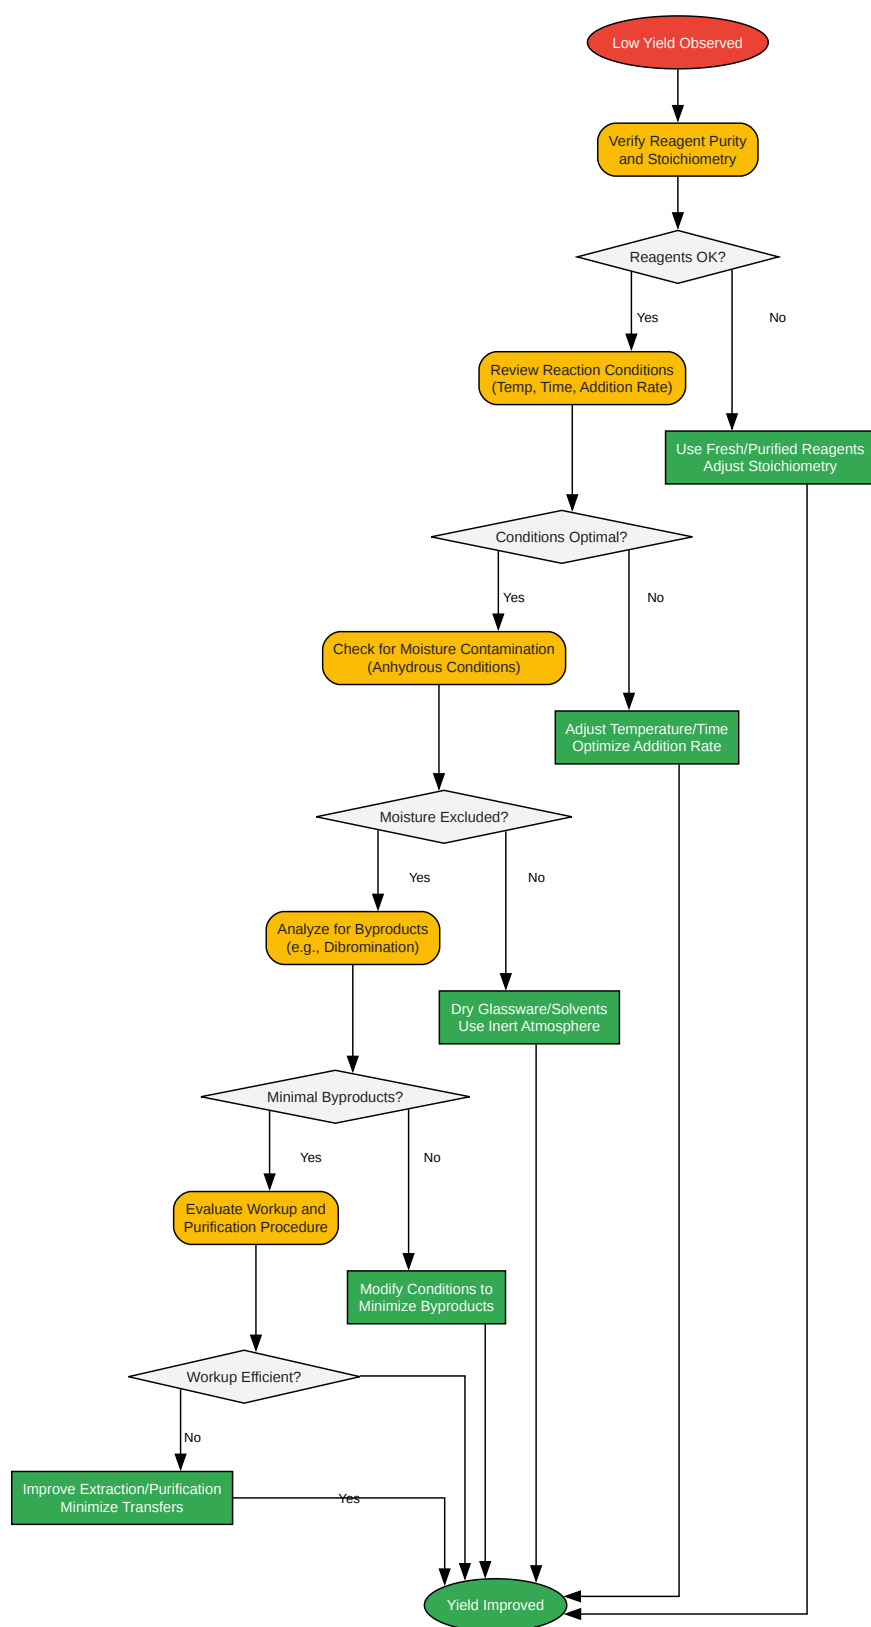 Low Yield Observed
Verify Reagent Purity
and Stoichiometry
Reagents OK?
Yes
No
Review Reaction Conditions
(Temp, Time, Addition Rate)
Use Fresh/Purified Reagents
Adjust Stoichiometry
Conditions Optimal?
Yes
No
Check for Moisture Contamination
(Anhydrous Conditions)
Adjust Temperature/Time
Optimize Addition Rate
Moisture Excluded?
Yes
No
Analyze for Byproducts
(e.g., Dibromination)
Dry Glassware/Solvents
Use Inert Atmosphere
Minimal Byproducts?
Yes
No
Evaluate Workup and
Purification Procedure
Modify Conditions to
Minimize Byproducts
Workup Efficient?
No
Improve Extraction/Purification
Minimize Transfers
Yes
Yield Improved